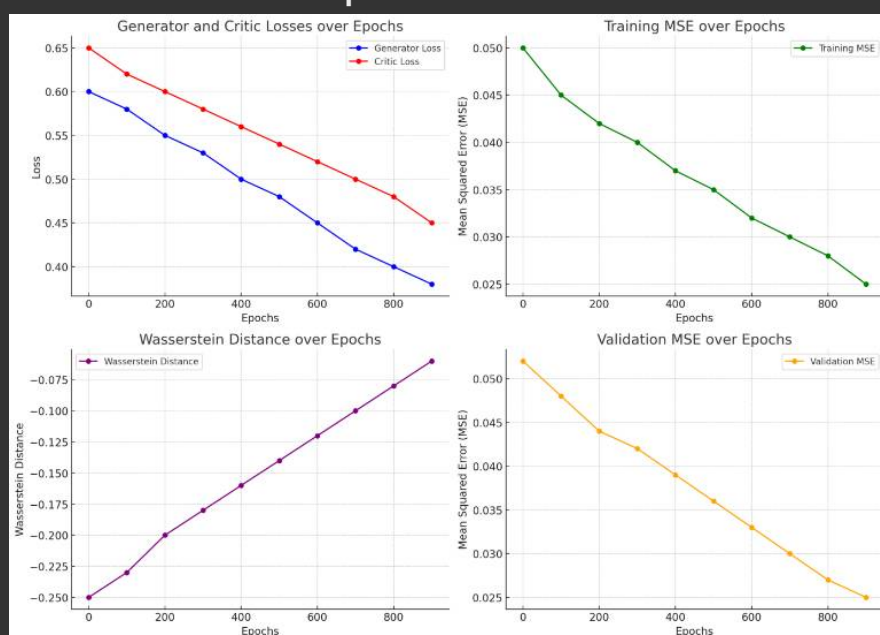 Generator and Critic Losses over Epochs
Generator Loss
Critic Loss
0.65
0.60
0.55
0.50
0.45
0.40
Loss
0 200 400 600 800
Epochs
Training MSE over Epochs
Training MSE
0.050
0.045
0.040
0.035
0.030
0.025
Mean Squared Error (MSE)
0 200 400 600 800
Epochs
Wasserstein Distance over Epochs
Wasserstein Distance
−0.075
−0.100
−0.125
−0.150
−0.175
−0.200
−0.225
−0.250
Wasserstein Distance
0 200 400 600 800
Epochs
Validation MSE over Epochs
Validation MSE
0.050
0.045
0.040
0.035
0.030
0.025
Mean Squared Error (MSE)
0 200 400 600 800
Epochs